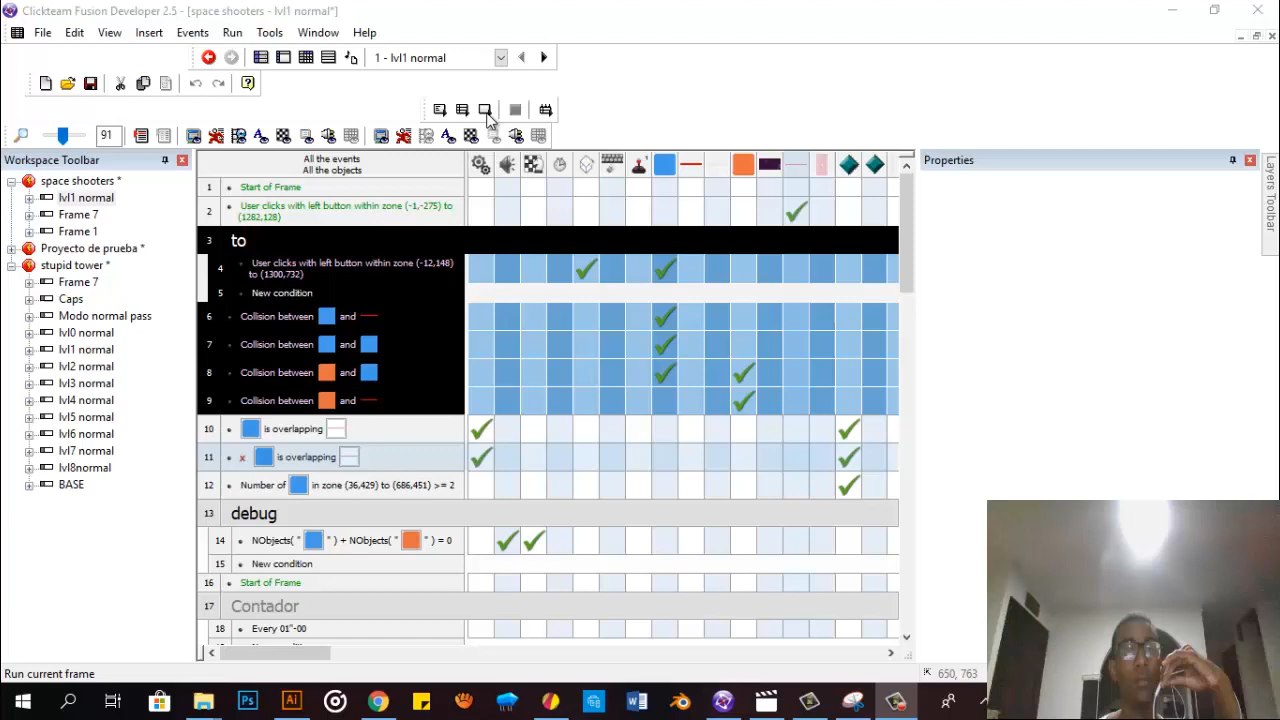 Clickteam Fusion Developer 2.5 - [space shooters - lvl1 normal*]
File Edit View Insert Events Run Tools Window Help
1 - lvl1 normal
91
Workspace Toolbar
space shooters *
lvl1 normal
Frame 7
Frame 1
Proyecto de prueba *
stupid tower *
Frame 7
Caps
Modo normal pass
lvl0 normal
lvl1 normal
lvl2 normal
lvl3 normal
lvl4 normal
lvl5 normal
lvl6 normal
lvl7 normal
lvl8normal
BASE
All the events
All the objects
1 Start of Frame
2 User clicks with left button within zone (-1,-275) to
(1282,128)
3 to
4 User clicks with left button within zone (-12,148)
to (1300,732)
5 New condition
6 Collision between and
7 Collision between and
8 Collision between and
9 Collision between and
10 is overlapping
11 x is overlapping
12 Number of in zone (36,429) to (686,451) >= 2
13 debug
14 NObjects( " " ) + NObjects( " " ) = 0
15 New condition
16 Start of Frame
17 Contador
18 Every 01"-00
Properties
Layers Toolbar
Run current frame
650, 763
Ps
Ai
W